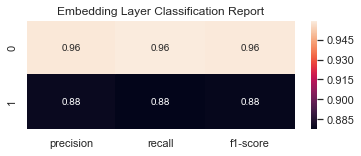 Embedding Layer Classification Report
0 0.96 0.96 0.96
1 0.88 0.88 0.88
precision recall f1-score
0.945
0.930
0.915
0.900
0.885